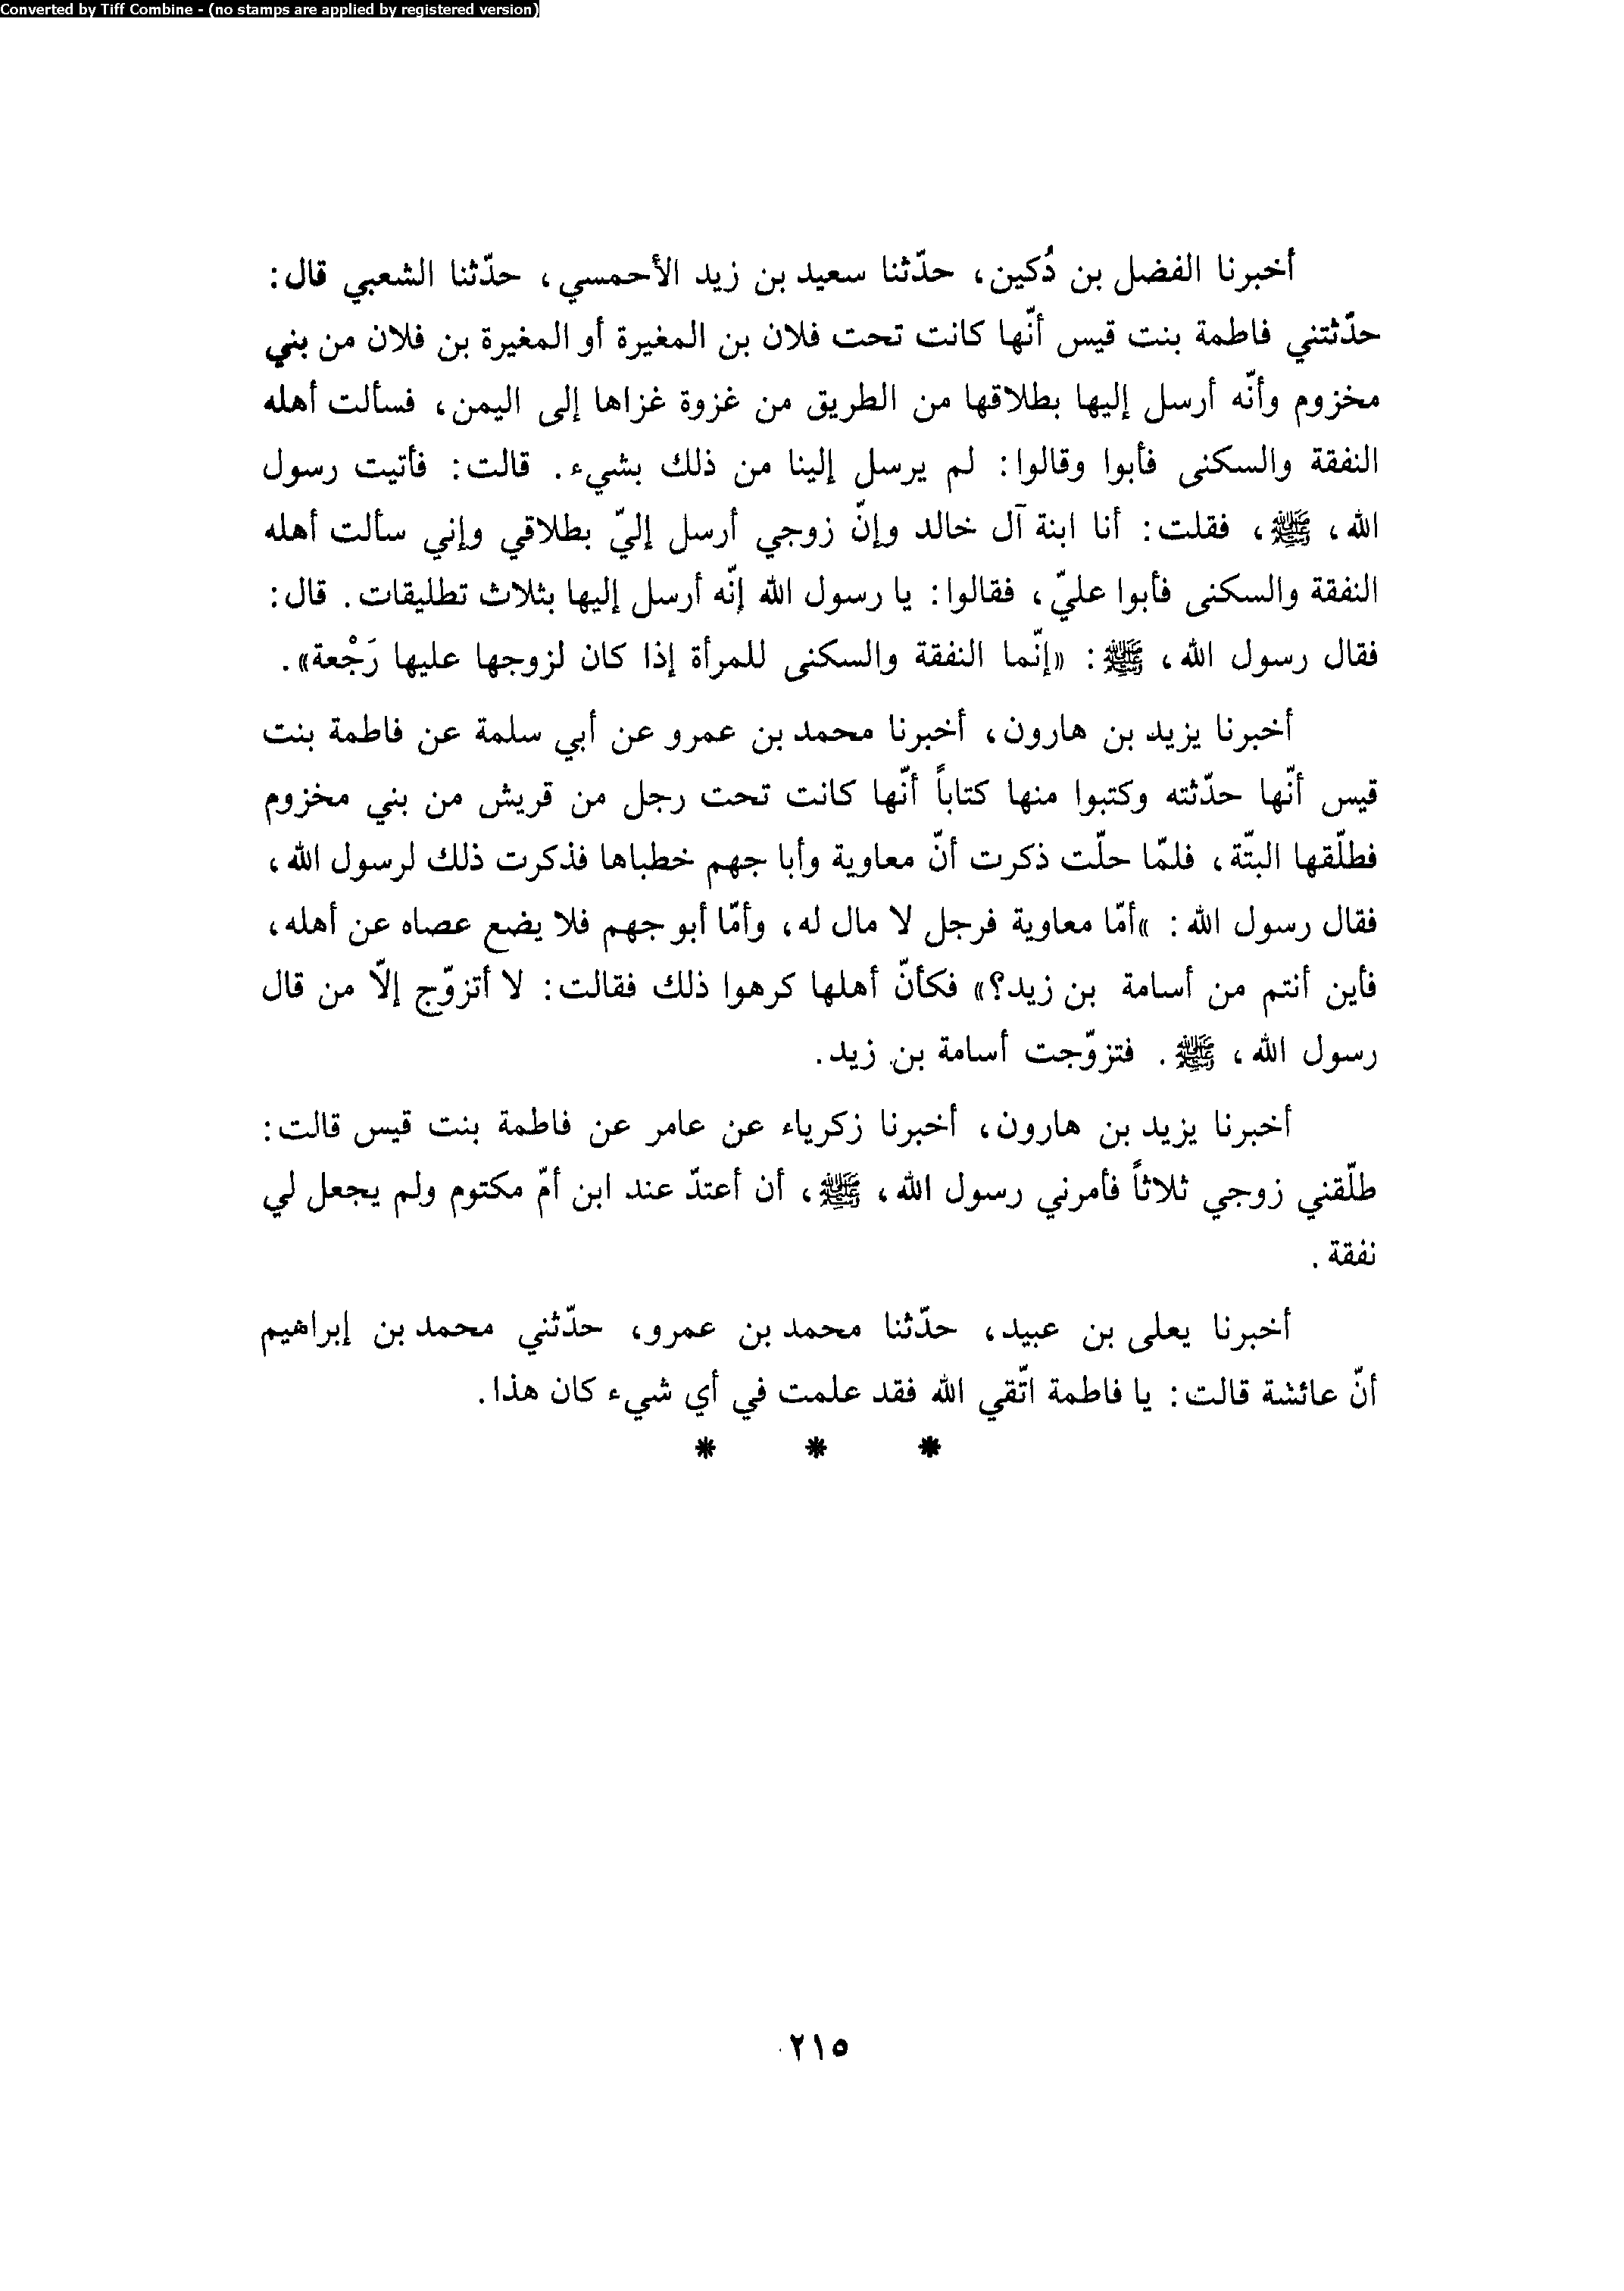 Converted by Tiff Combine - (no stamps are applied by registered version)
أخبرنا الفضل بن دُكين، حدّثنا سعيد بن زيد الأحمسي، حدّثنا الشعبي قال:
حدّثتني فاطمة بنت قيس أنّها كانت تحت فلان بن المغيرة أو المغيرة بن فلان من بني
مخزوم وأنّه أرسل إليها بطلاقها من الطريق من غزوة غزاها إلى اليمن، فسألت أهله
النفقة والسكنى فأبوا وقالوا: لم يرسل إلينا من ذلك بشيء. قالت: فأتيت رسول
الله، ﷺ، فقلت: أنا ابنة آل خالد وإنّ زوجي أرسل إليّ بطلاقي وإني سألت أهله
النفقة والسكنى فأبوا عليّ، فقالوا: يا رسول الله إنّه أرسل إليها بثلاث تطليقات. قال:
فقال رسول الله، ﷺ: «إنّما النفقة والسكنى للمرأة إذا كان لزوجها عليها رَجْعة».
أخبرنا يزيد بن هارون، أخبرنا محمد بن عمرو عن أبي سلمة عن فاطمة بنت
قيس أنّها حدّثته وكتبوا منها كتاباً أنّها كانت تحت رجل من قريش من بني مخزوم
فطلّقها البتّة، فلمّا حلّت ذكرت أنّ معاوية وأبا جهم خطباها فذكرت ذلك لرسول الله،
فقال رسول الله: »أمّا معاوية فرجل لا مال له، وأمّا أبو جهم فلا يضع عصاه عن أهله،
فأين أنتم من أسامة بن زيد؟» فكأنّ أهلها كرهوا ذلك فقالت: لا أتزوّج إلاّ من قال
رسول الله، ﷺ. فتزوّجت أسامة بن زيد.
أخبرنا يزيد بن هارون، أخبرنا زكرياء عن عامر عن فاطمة بنت قيس قالت:
طلّقني زوجي ثلاثاً فأمرني رسول الله، ﷺ، أن أعتدّ عند ابن أمّ مكتوم ولم يجعل لي
نفقة.
أخبرنا يعلى بن عبيد، حدّثنا محمد بن عمرو، حدّثني محمد بن إبراهيم
أنّ عائشة قالت: يا فاطمة اتّقي الله فقد علمت في أي شيء كان هذا.
* * *
٢١٥